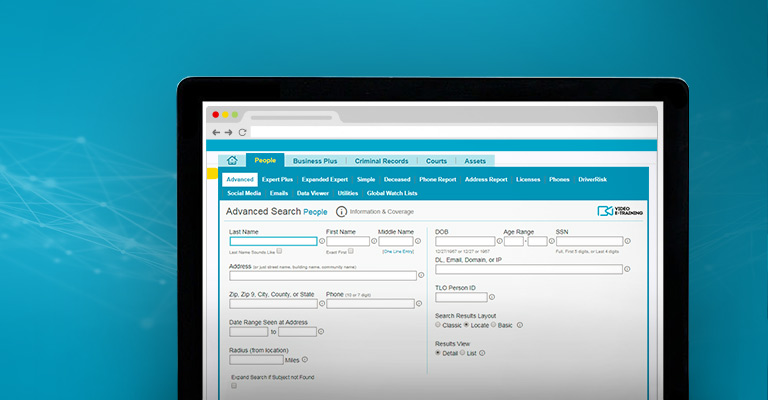 People Business Plus Criminal Records Courts Assets
Advanced Expert Plus Expanded Expert Simple Deceased Phone Report Address Report Licenses Phones DriverRisk
Social Media Emails Data Viewer Utilities Global Watch Lists
Advanced Search People Information & Coverage
VIDEO
E-TRAINING
Last Name First Name Middle Name
Last Name Sounds Like Exact First (One Line Entry)
Address (or just street name, building name, community name)
Zip, Zip 9, City, County, or State Phone (10 or 7 digit)
Date Range Seen at Address
to
Radius (from location)
Miles
Expand Search if Subject not Found
DOB Age Range SSN
-
12/27/1967 or 12/27 or 1967 Full, First 5 digits, or Last 4 digits
DL, Email, Domain, or IP
TLO Person ID
Search Results Layout
Classic Locate Basic
Results View
Detail List